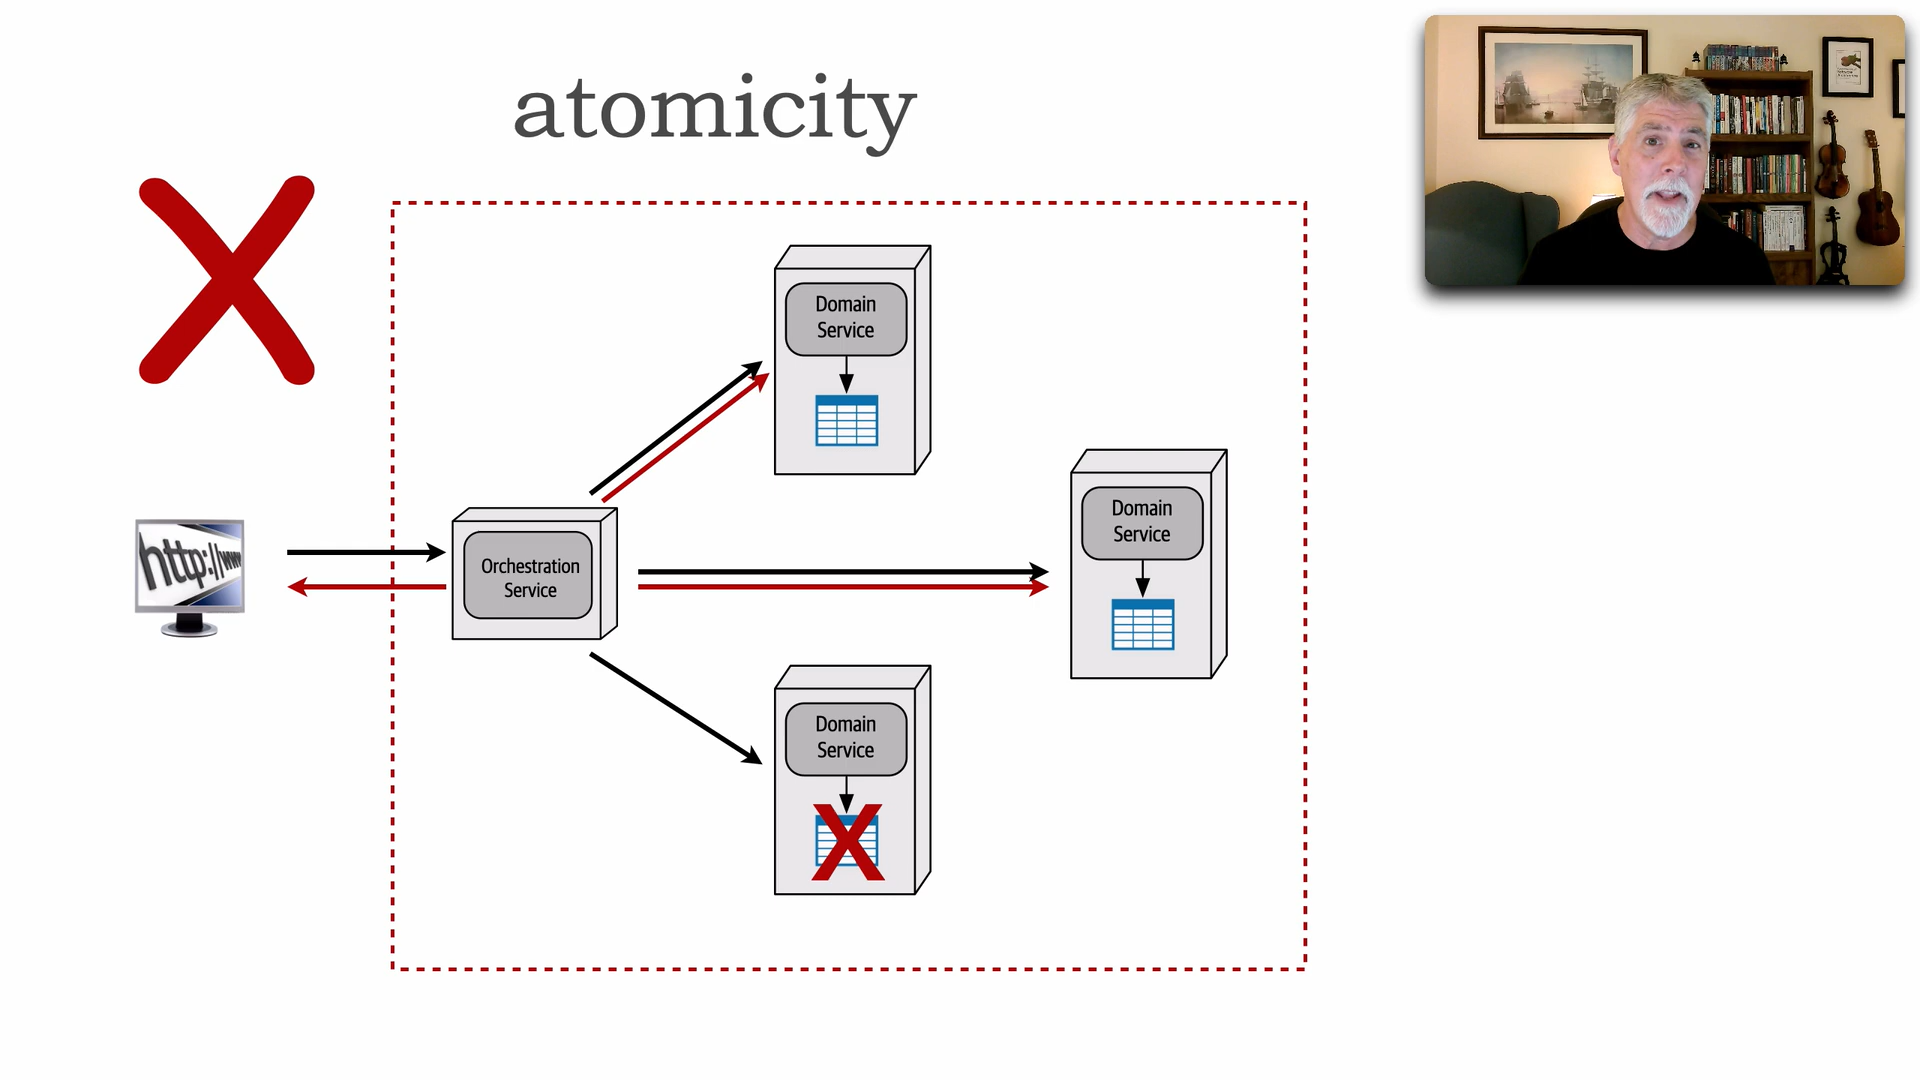 atomicity
Domain
Service
Domain
Service
Orchestration
Service
http://www
Domain
Service